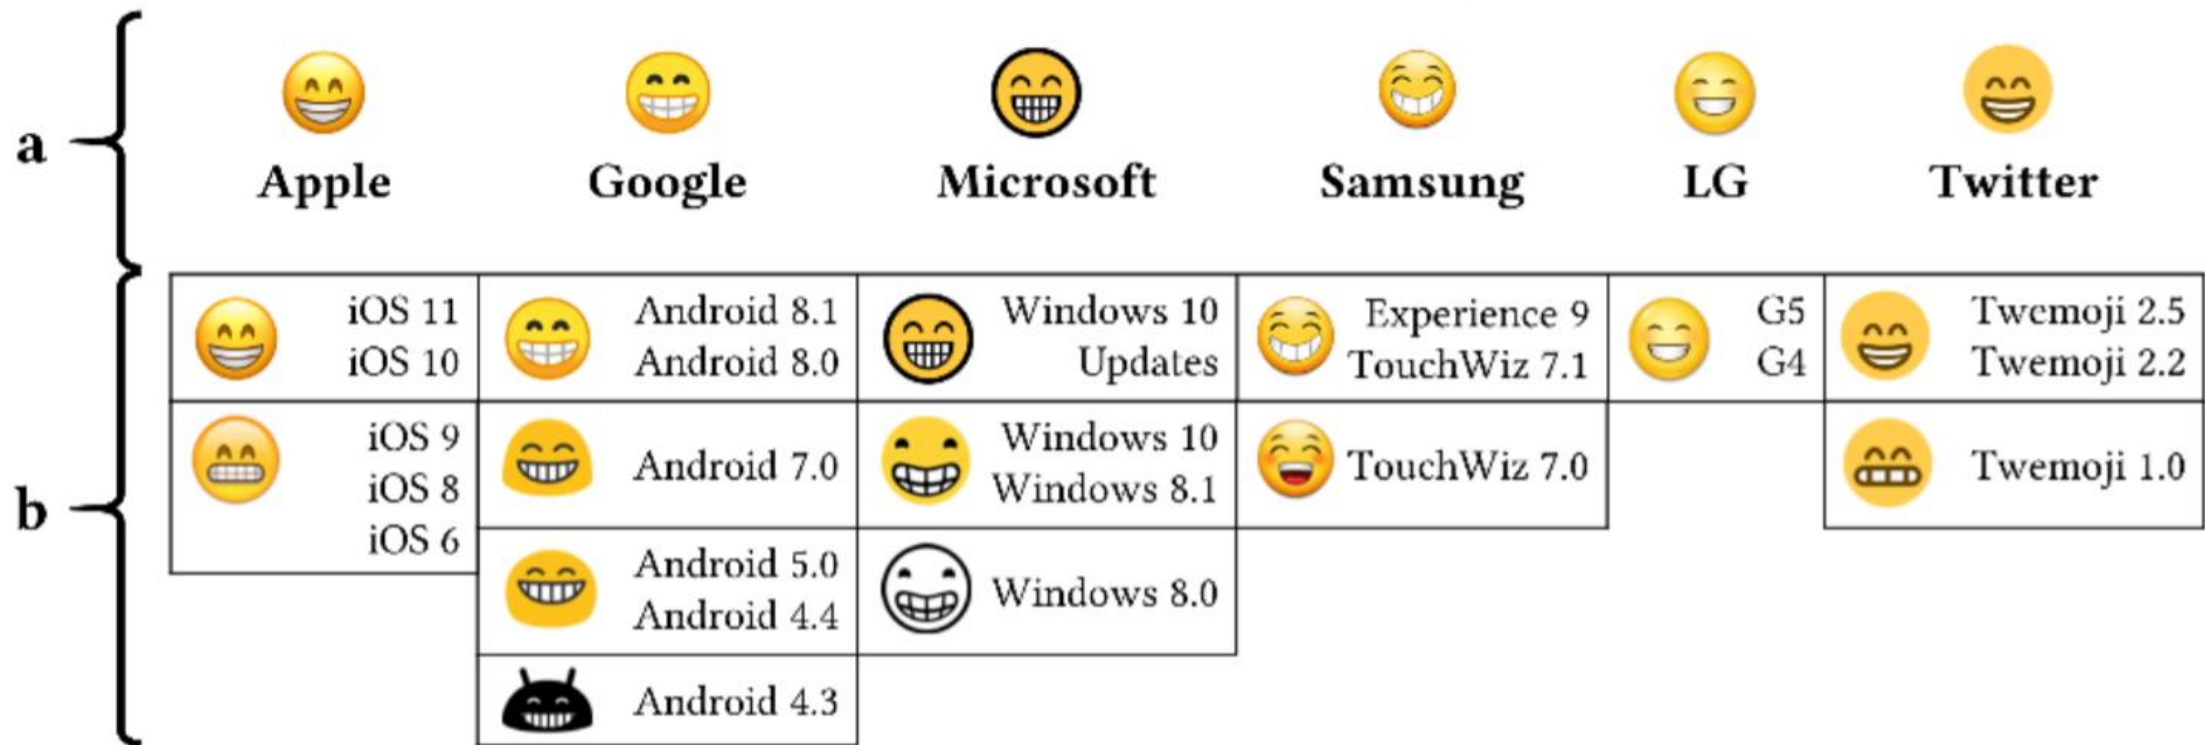 a
Apple
Google
Microsoft
Samsung
LG
Twitter
b
iOS 11
iOS 10
Android 8.1
Android 8.0
Windows 10
Updates
Experience 9
TouchWiz 7.1
G5
G4
Twemoji 2.5
Twemoji 2.2
iOS 9
iOS 8
iOS 6
Android 7.0
Windows 10
Windows 8.1
TouchWiz 7.0
Twemoji 1.0
Android 5.0
Android 4.4
Windows 8.0
Android 4.3